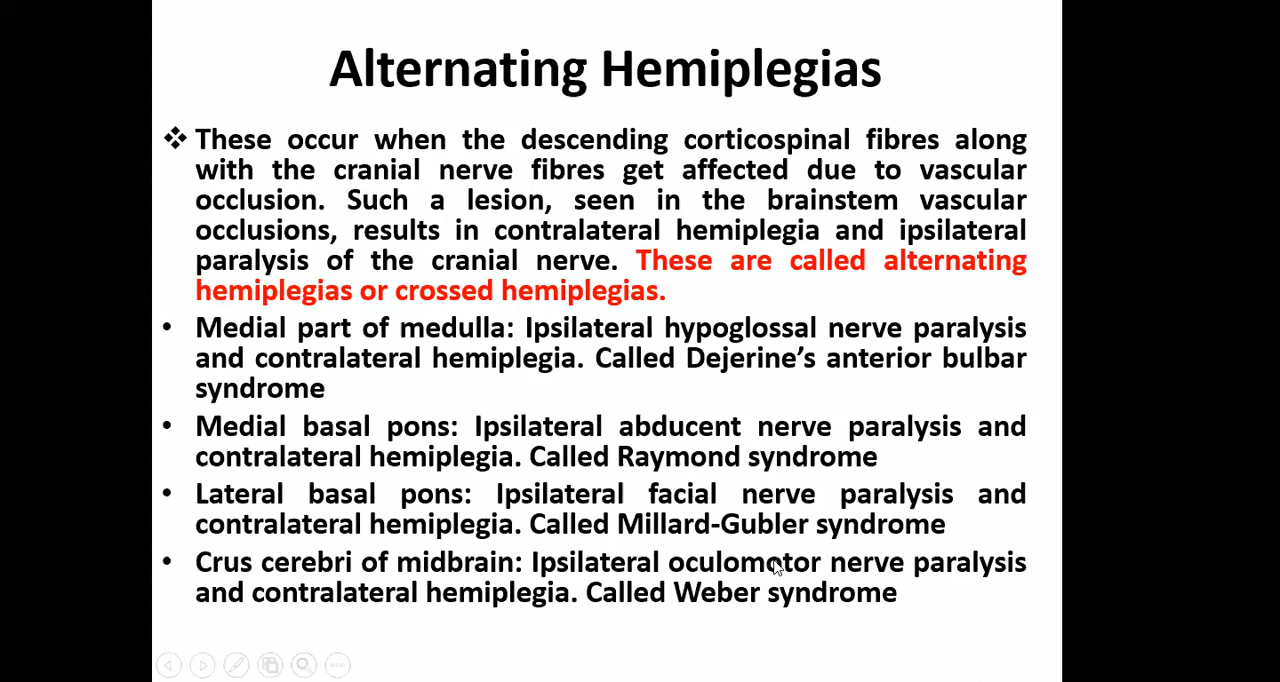 Alternating Hemiplegias
❖ These occur when the descending corticospinal fibres along
with the cranial nerve fibres get affected due to vascular
occlusion. Such a lesion, seen in the brainstem vascular
occlusions, results in contralateral hemiplegia and ipsilateral
paralysis of the cranial nerve. These are called alternating
hemiplegias or crossed hemiplegias.
• Medial part of medulla: Ipsilateral hypoglossal nerve paralysis
and contralateral hemiplegia. Called Dejerine’s anterior bulbar
syndrome
• Medial basal pons: Ipsilateral abducent nerve paralysis and
contralateral hemiplegia. Called Raymond syndrome
• Lateral basal pons: Ipsilateral facial nerve paralysis and
contralateral hemiplegia. Called Millard-Gubler syndrome
• Crus cerebri of midbrain: Ipsilateral oculomotor nerve paralysis
and contralateral hemiplegia. Called Weber syndrome